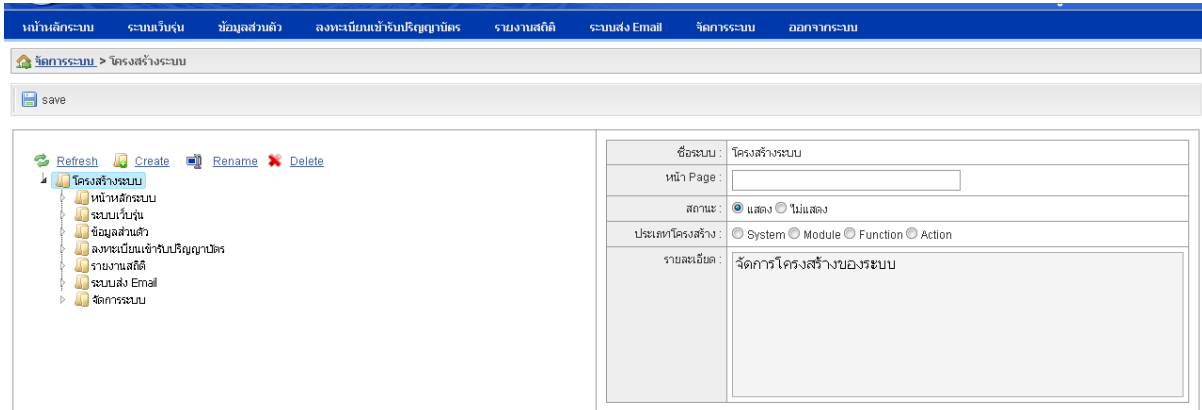 หน้าหลักระบบ ระบบเว็บรุ่น ข้อมูลส่วนตัว ลงทะเบียนเข้ารับปริญญาบัตร รายงานสถิติ ระบบส่ง Email จัดการระบบ ออกจากระบบ
จัดการระบบ > โครงสร้างระบบ
save
Refresh Create Rename Delete
โครงสร้างระบบ
หน้าหลักระบบ
ระบบเว็บรุ่น
ข้อมูลส่วนตัว
ลงทะเบียนเข้ารับปริญญาบัตร
รายงานสถิติ
ระบบส่ง Email
จัดการระบบ
ชื่อระบบ : โครงสร้างระบบ
หน้า Page :
สถานะ : แสดง ไม่แสดง
ประเภทโครงสร้าง : System Module Function Action
รายละเอียด : จัดการโครงสร้างของระบบ